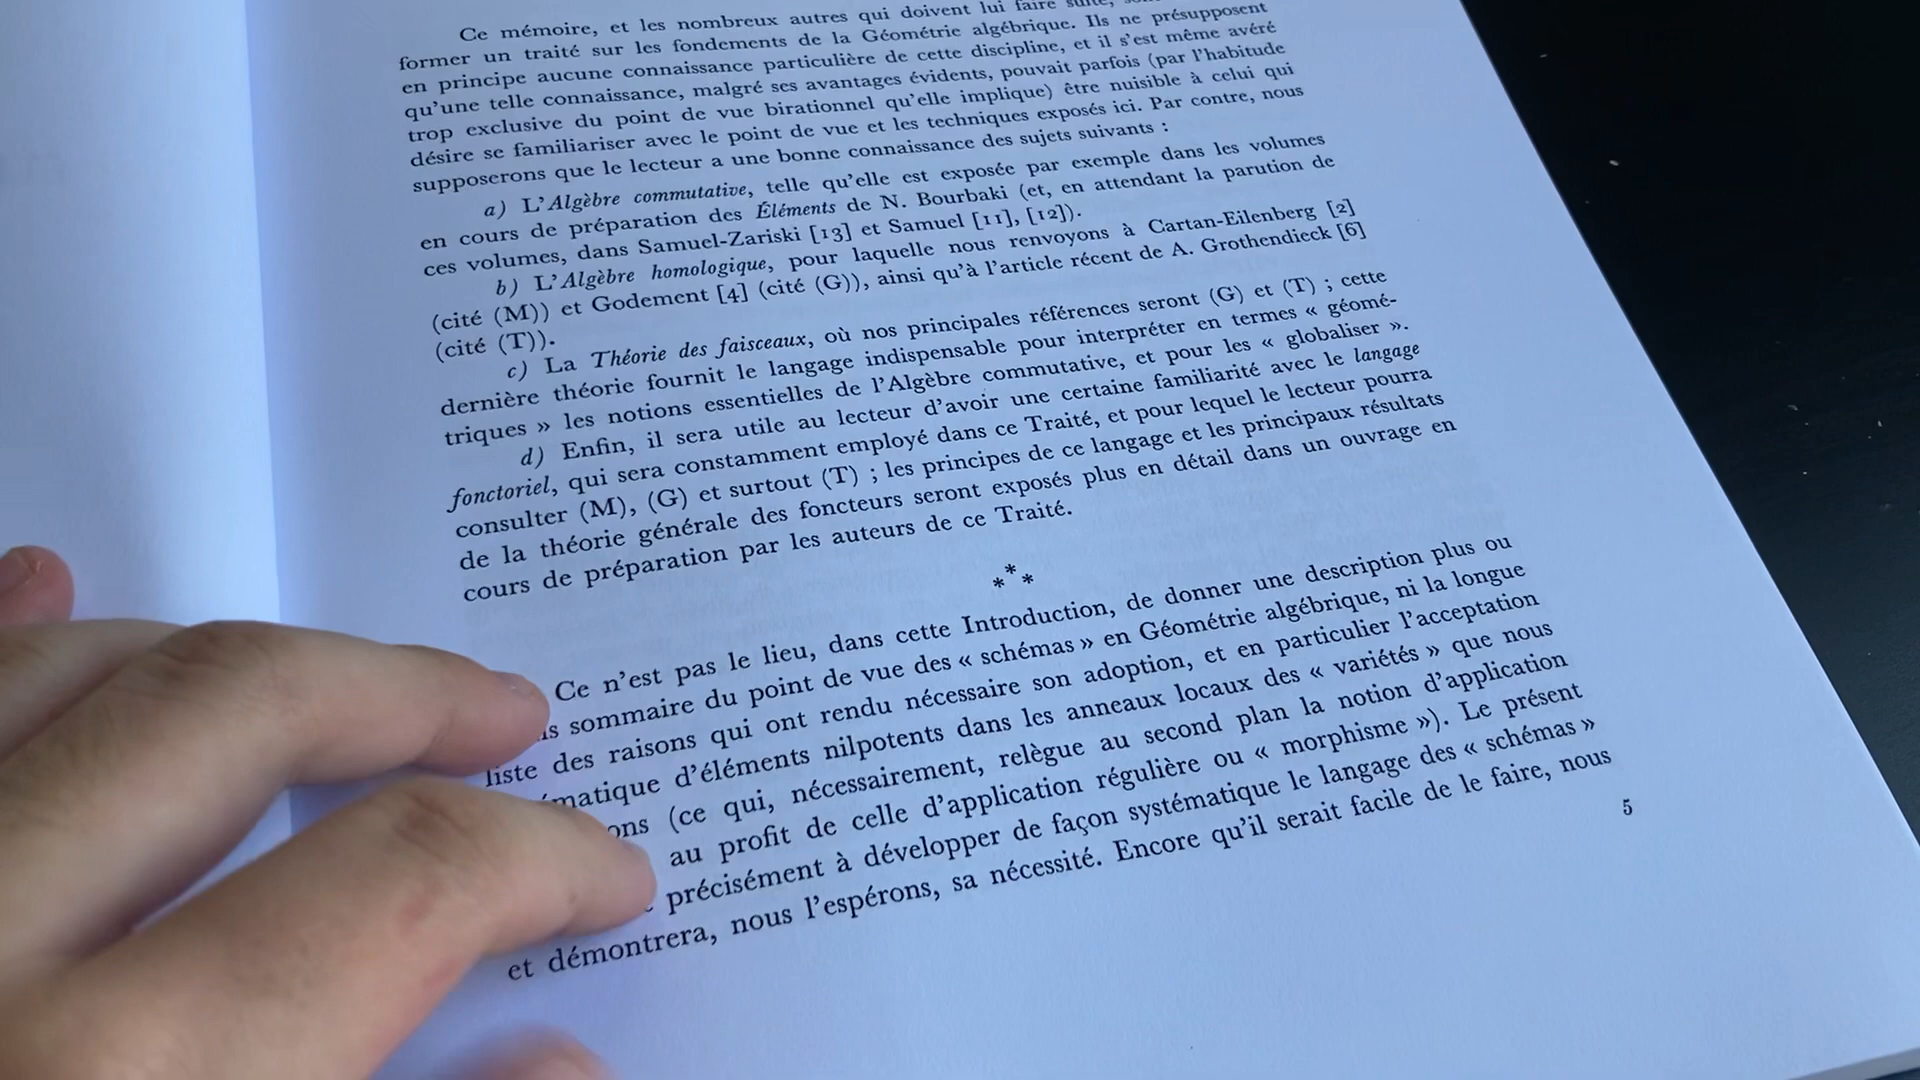 Ce mémoire, et les nombreux autres qui doivent lui faire suite,
former un traité sur les fondements de la Géométrie algébrique. Ils ne présupposent
en principe aucune connaissance particulière de cette discipline, et il s'est même avéré
qu'une telle connaissance, malgré ses avantages évidents, pouvait parfois (par l'habitude
trop exclusive du point de vue birationnel qu'elle implique) être nuisible à celui qui
désire se familiariser avec le point de vue et les techniques exposés ici. Par contre, nous
supposerons que le lecteur a une bonne connaissance des sujets suivants :
a) L'Algèbre commutative, telle qu'elle est exposée par exemple dans les volumes
en cours de préparation des Éléments de N. Bourbaki (et, en attendant la parution de
ces volumes, dans Samuel-Zariski [13] et Samuel [11], [12]).
b) L'Algèbre homologique, pour laquelle nous renvoyons à Cartan-Eilenberg [2]
(cité (M)) et Godement [4] (cité (G)), ainsi qu'à l'article récent de A. Grothendieck [6]
(cité (T)).
c) La Théorie des faisceaux, où nos principales références seront (G) et (T) ; cette
dernière théorie fournit le langage indispensable pour interpréter en termes « géomé-
triques » les notions essentielles de l'Algèbre commutative, et pour les « globaliser ».
d) Enfin, il sera utile au lecteur d'avoir une certaine familiarité avec le langage
fonctoriel, qui sera constamment employé dans ce Traité, et pour lequel le lecteur pourra
consulter (M), (G) et surtout (T) ; les principes de ce langage et les principaux résultats
de la théorie générale des foncteurs seront exposés plus en détail dans un ouvrage en
cours de préparation par les auteurs de ce Traité.
***
Ce n'est pas le lieu, dans cette Introduction, de donner une description plus ou
sommaire du point de vue des « schémas » en Géométrie algébrique, ni la longue
liste des raisons qui ont rendu nécessaire son adoption, et en particulier l'acceptation
matique d'éléments nilpotents dans les anneaux locaux des « variétés » que nous
ons (ce qui, nécessairement, relègue au second plan la notion d'application
au profit de celle d'application régulière ou « morphisme »). Le présent
précisément à développer de façon systématique le langage des « schémas »
et démontrera, nous l'espérons, sa nécessité. Encore qu'il serait facile de le faire, nous
5